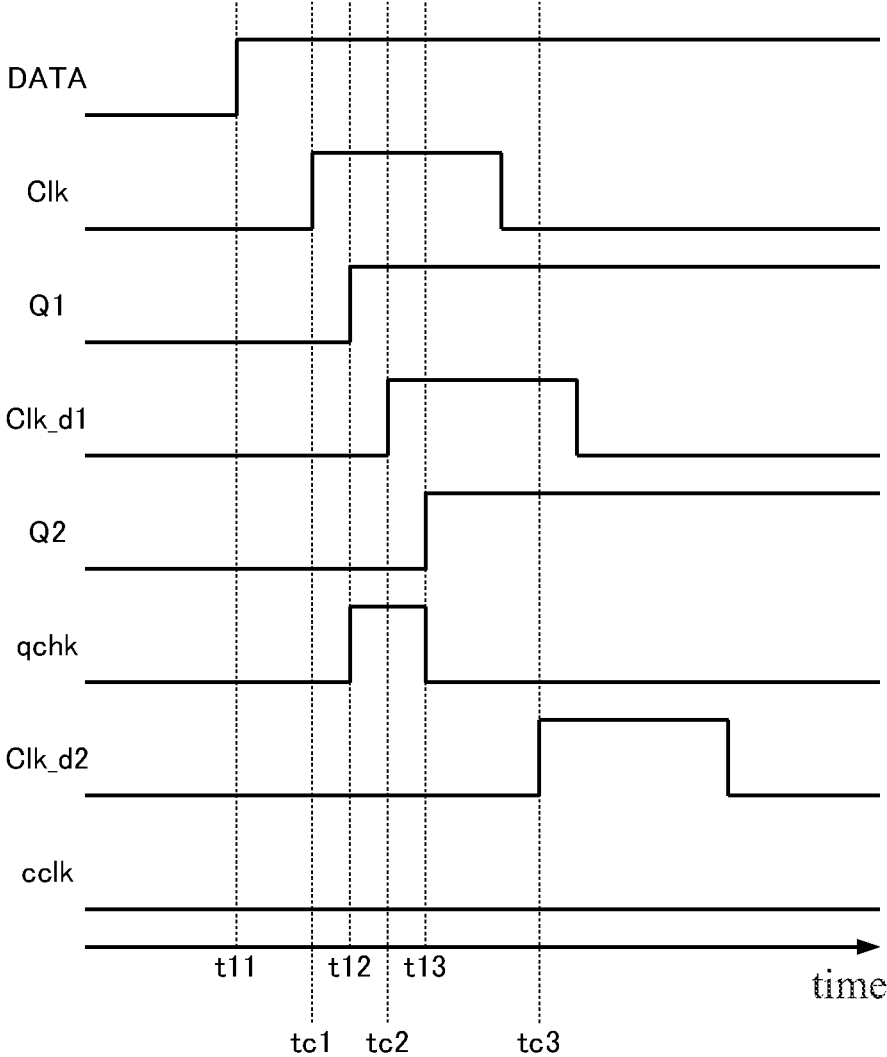 DATA
Clk
Q1
Clk_d1
Q2
qchk
Clk_d2
cclk
t11 t12 t13
time
tc1 tc2 tc3